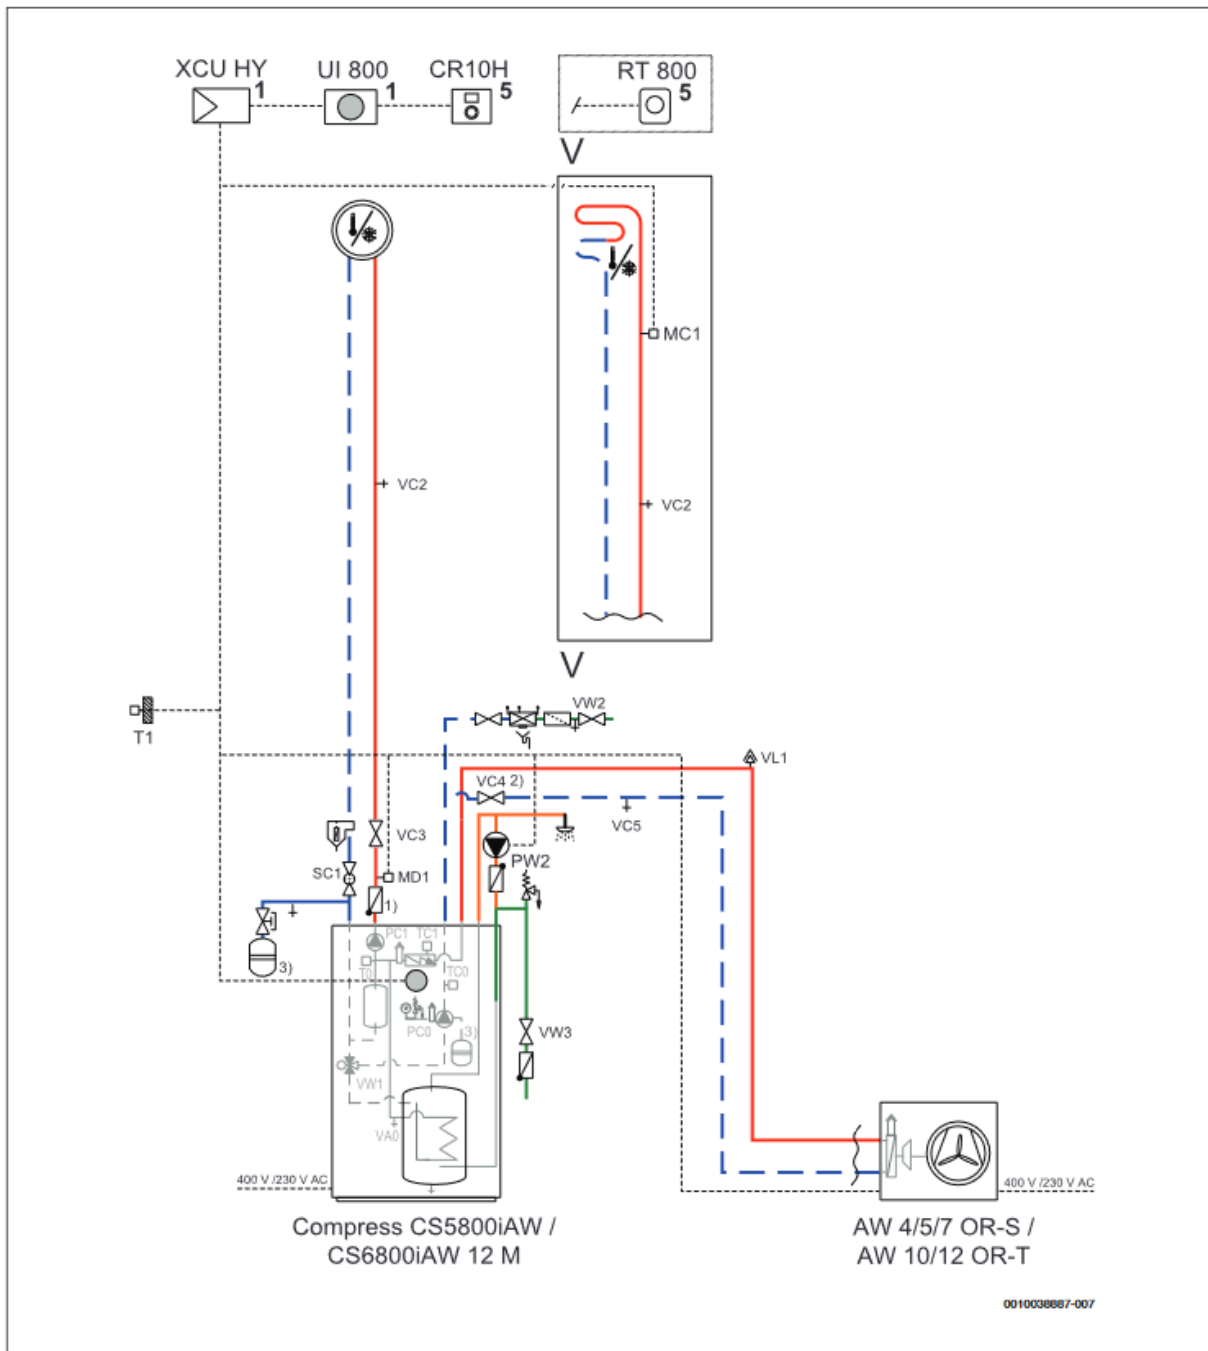 XCU HY
1
UI 800
1
CR10H
5
RT 800
5
V
MC1
VC2
VC2
V
T1
VW2
VL1
VC4 2)
VC5
VC3
PW2
SC1
MD1
1)
3)
PC1
TC1
T0
TC0
PC0
3)
VW3
VW1
VA0
400 V /230 V AC
400 V /230 V AC
Compress CS5800iAW /
CS6800iAW 12 M
AW 4/5/7 OR-S /
AW 10/12 OR-T
0010038887-007